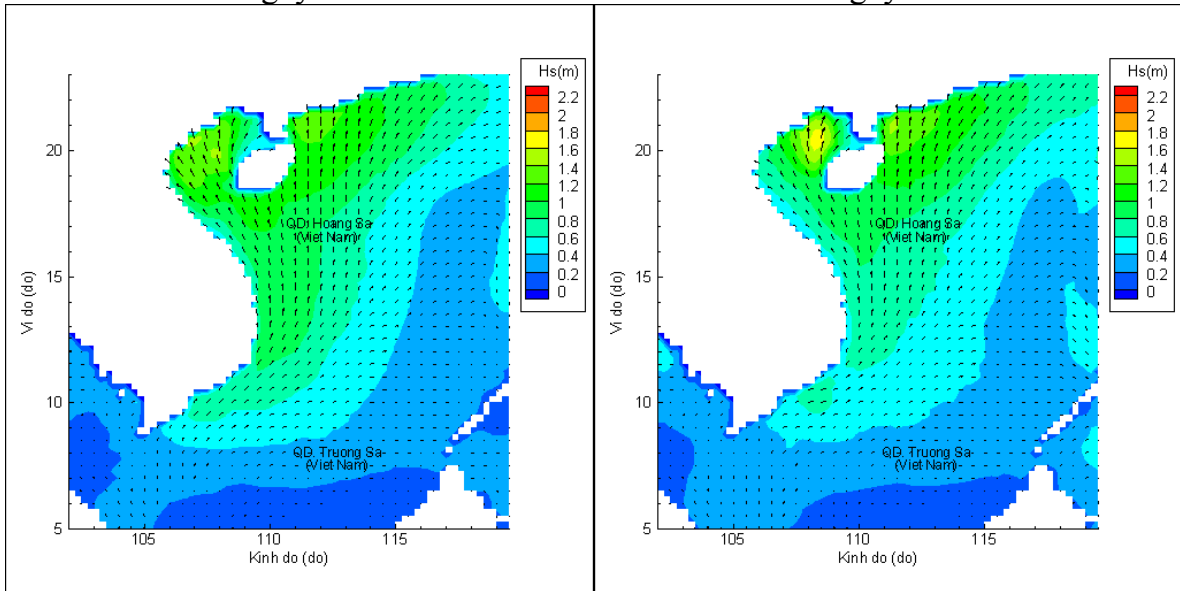 Hs(m)
2.2
2
1.8
1.6
1.4
1.2
1
0.8
0.6
0.4
0.2
0
20
15
10
5
Vi do (do)
QD. Hoang Sa
(Viet Nam)
QD. Truong Sa
(Viet Nam)
105
110
115
Kinh do (do)
Hs(m)
2.2
2
1.8
1.6
1.4
1.2
1
0.8
0.6
0.4
0.2
0
20
15
10
5
Vi do (do)
QD. Hoang Sa
(Viet Nam)
QD. Truong Sa
(Viet Nam)
105
110
115
Kinh do (do)